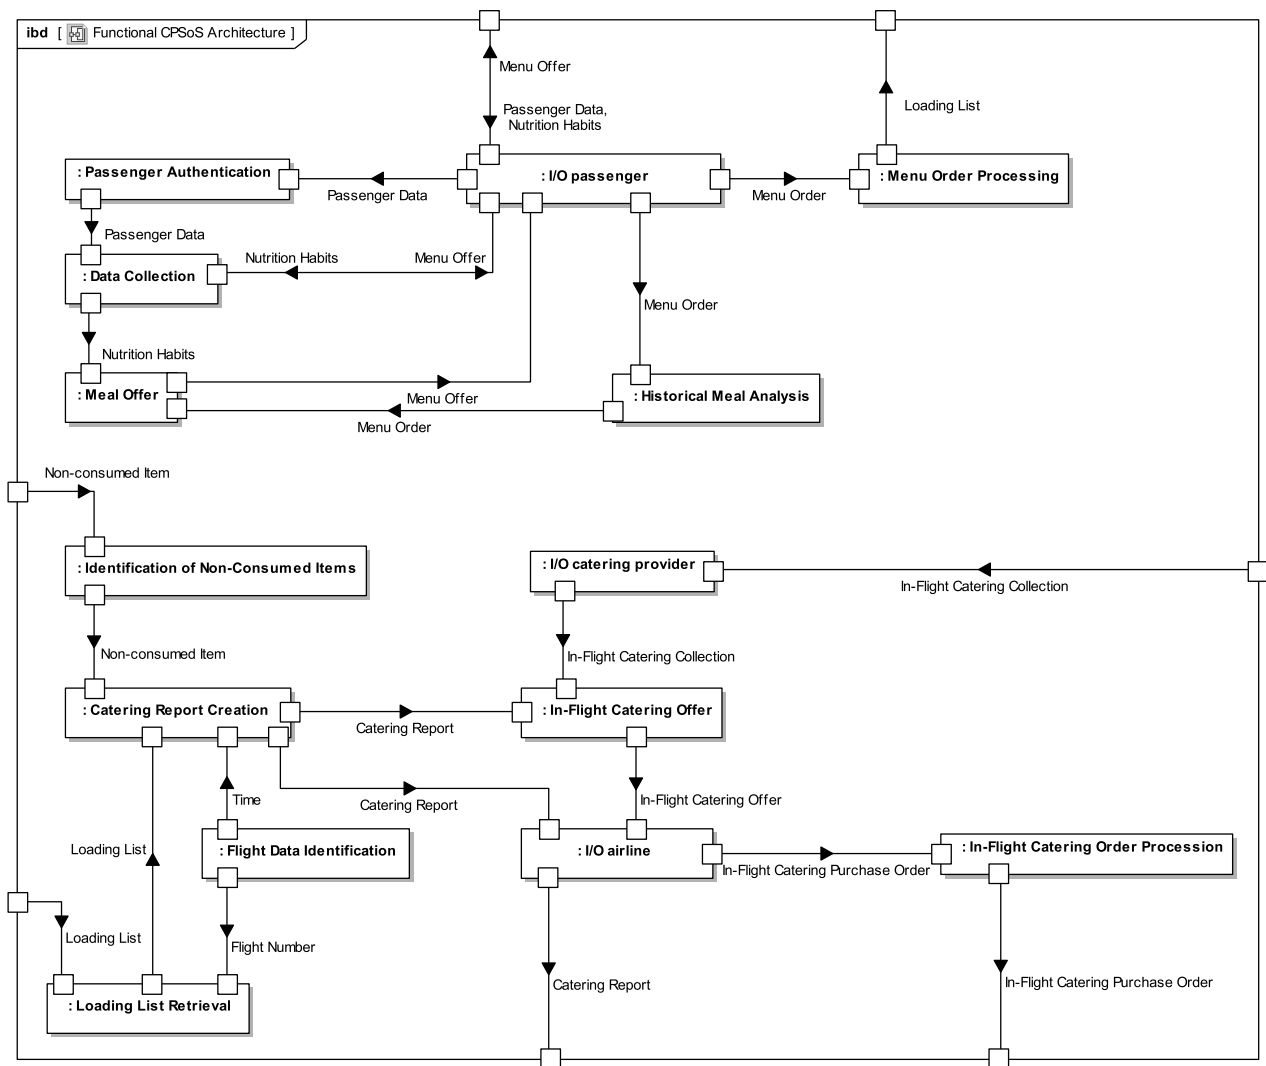 ibd [ Functional CPSoS Architecture ]
Menu Offer
Passenger Data,
Nutrition Habits
Loading List
: Passenger Authentication
: I/O passenger
: Menu Order Processing
Passenger Data
Menu Order
Passenger Data
Nutrition Habits
Menu Offer
: Data Collection
Menu Order
Nutrition Habits
: Meal Offer
Menu Offer
: Historical Meal Analysis
Menu Order
Non-consumed Item
: Identification of Non-Consumed Items
: I/O catering provider
In-Flight Catering Collection
Non-consumed Item
In-Flight Catering Collection
: Catering Report Creation
: In-Flight Catering Offer
Catering Report
Time
Catering Report
In-Flight Catering Offer
Loading List
: Flight Data Identification
: I/O airline
: In-Flight Catering Order Procession
In-Flight Catering Purchase Order
Loading List
Flight Number
Catering Report
In-Flight Catering Purchase Order
: Loading List Retrieval